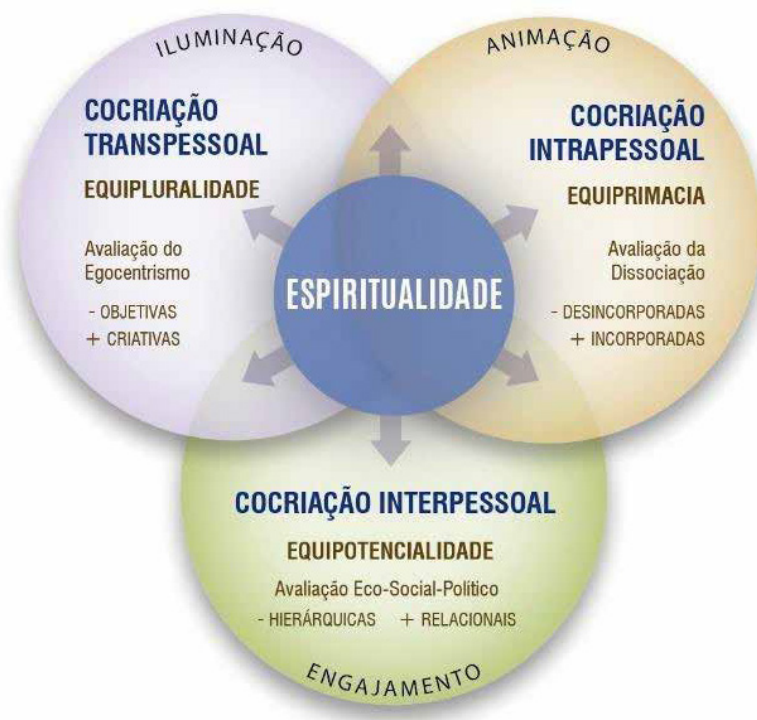 ILUMINAÇÃO
COCRIAÇÃO
TRANSPESSOAL
EQUIPLURALIDADE
Avaliação do
Egocentrismo
- OBJETIVAS
+ CRIATIVAS
ANIMAÇÃO
COCRIAÇÃO
INTRAPESSOAL
EQUIPRIMACIA
Avaliação da
Dissociação
- DESINCORPORADAS
+ INCORPORADAS
ESPIRITUALIDADE
COCRIAÇÃO INTERPESSOAL
EQUIPOTENCIALIDADE
Avaliação Eco-Social-Político
- HIERÁRQUICAS + RELACIONAIS
ENGAJAMENTO